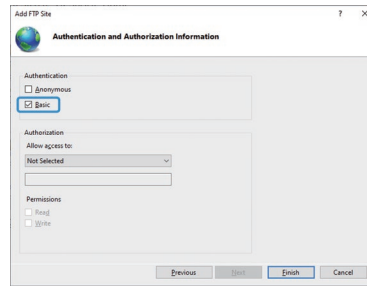 Add FTP Site
?
Authentication and Authorization Information
Authentication
Anonymous
Basic
Authorization
Allow access to:
Not Selected
Permissions
Read
Write
Previous
Next
Finish
Cancel